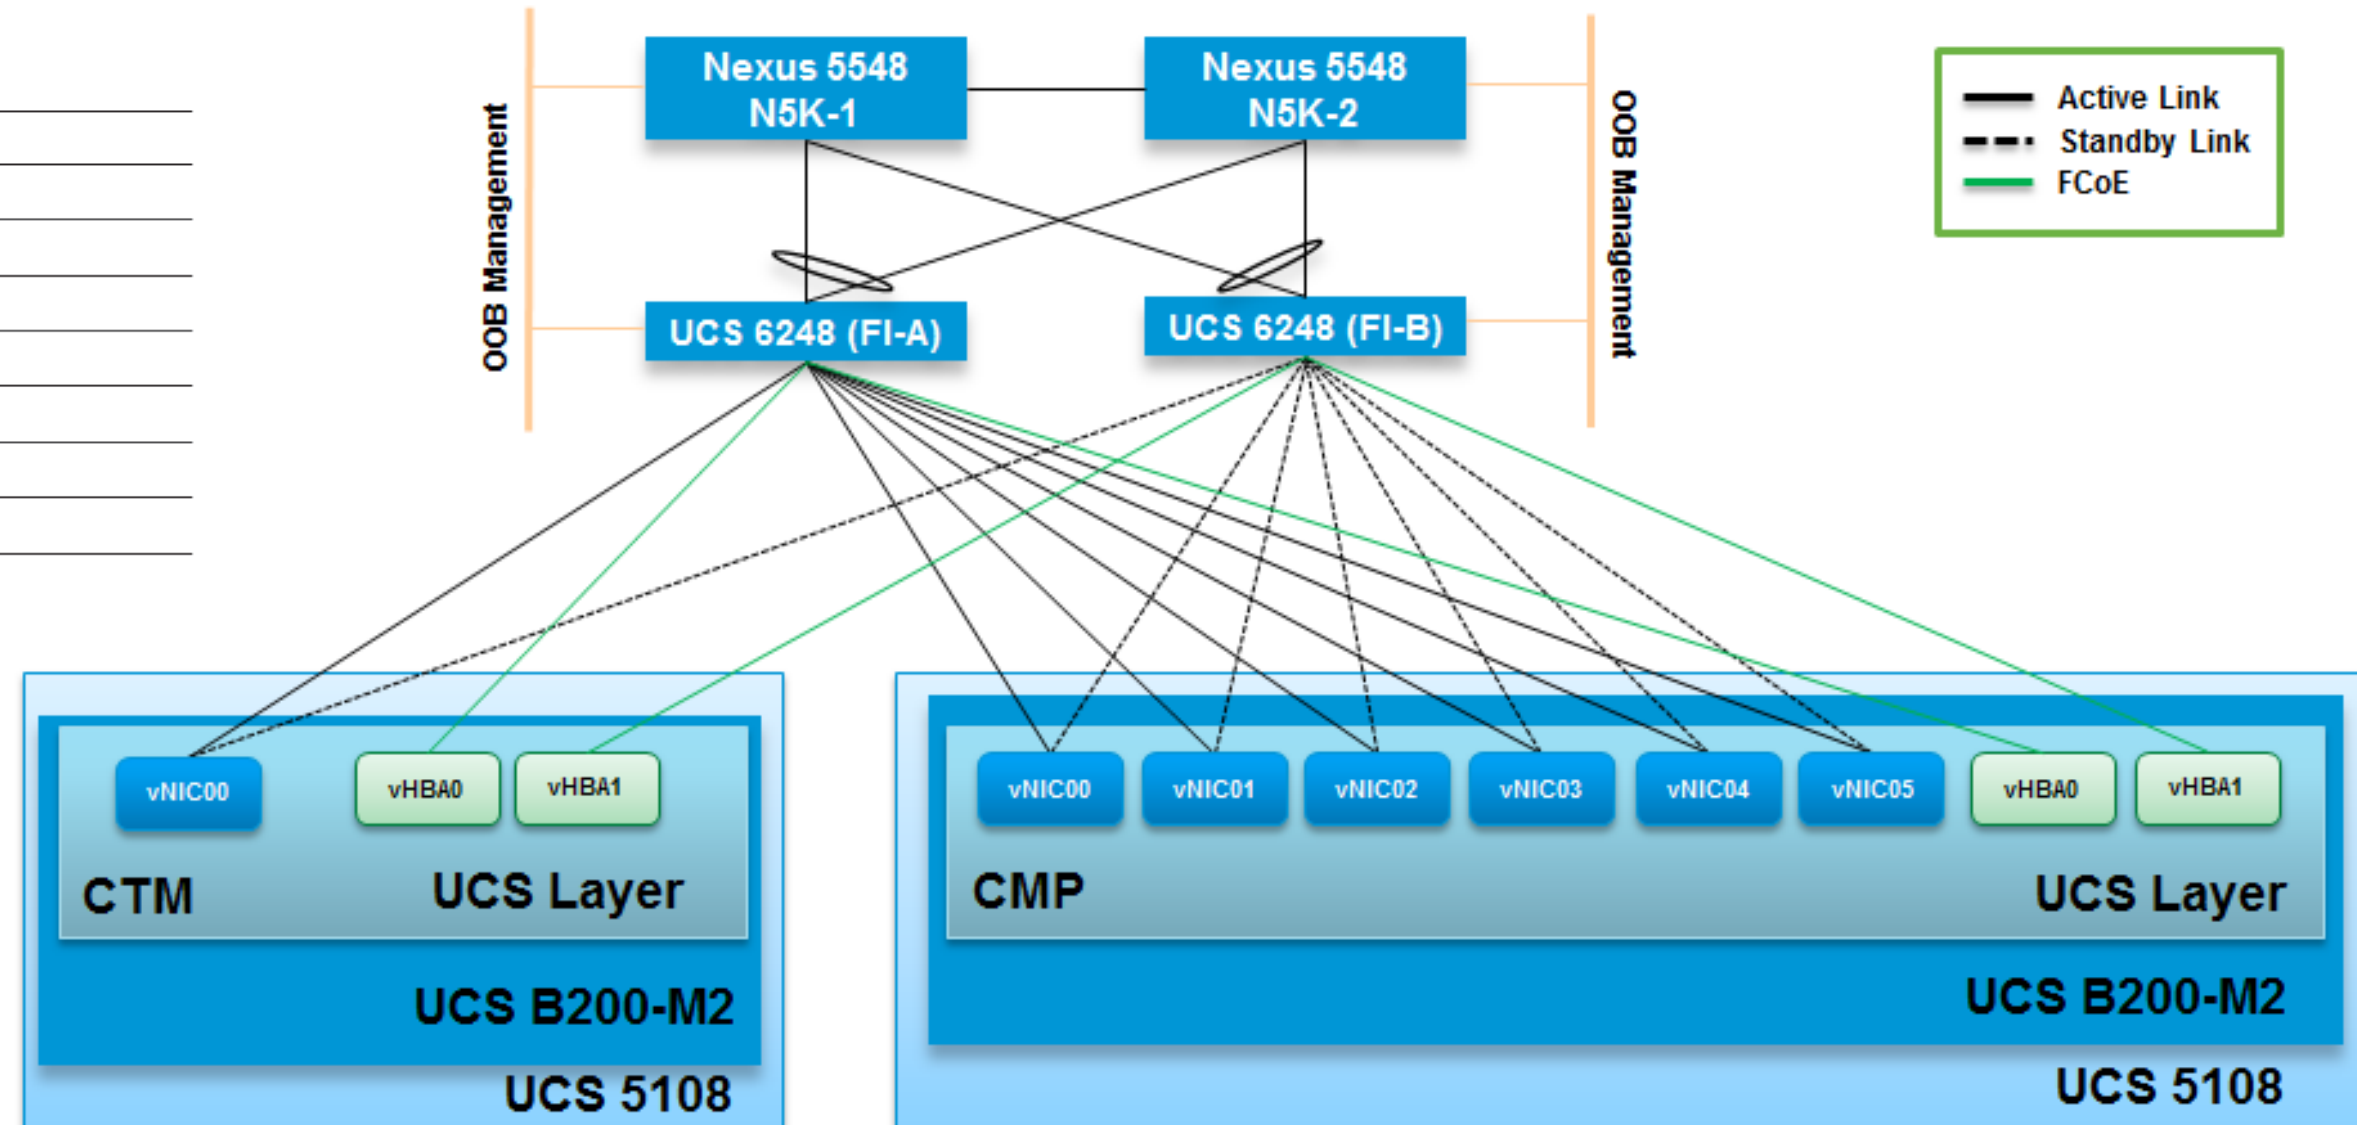 OOB Management
Nexus 5548
N5K-1
Nexus 5548
N5K-2
OOB Management
Active Link
Standby Link
FCoE
UCS 6248 (FI-A)
UCS 6248 (FI-B)
vNIC00
vHBA0
vHBA1
CTM
UCS Layer
UCS B200-M2
UCS 5108
vNIC00
vNIC01
vNIC02
vNIC03
vNIC04
vNIC05
vHBA0
vHBA1
CMP
UCS Layer
UCS B200-M2
UCS 5108